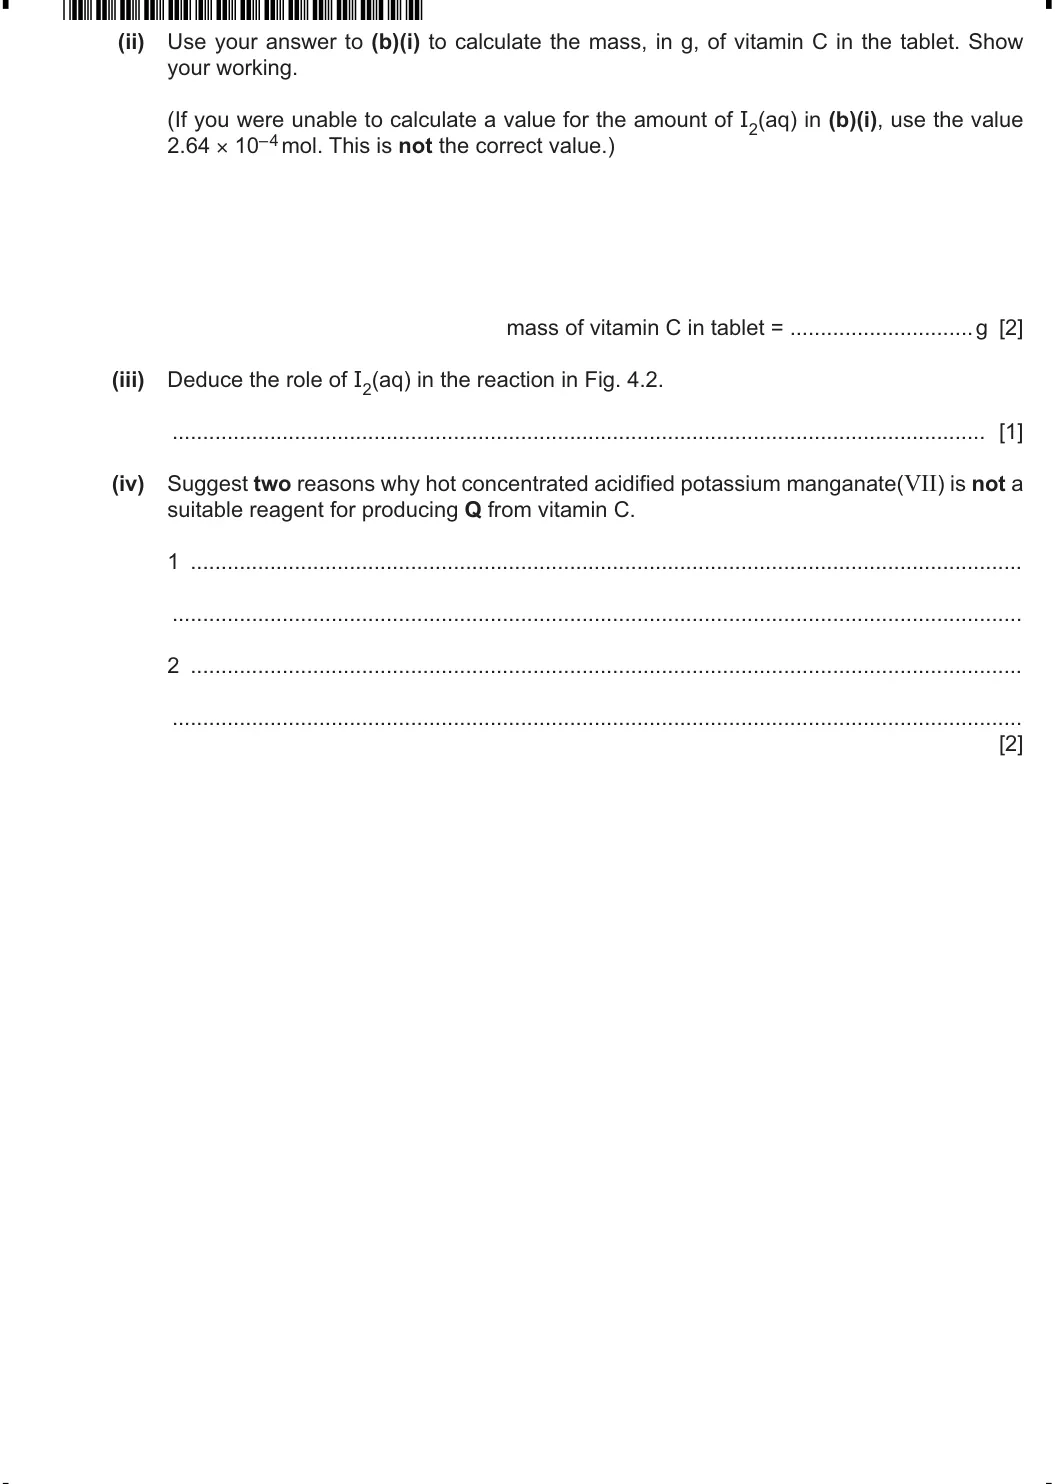 (ii) Use your answer to (b)(i) to calculate the mass, in g, of vitamin C in the tablet. Show
your working.
(If you were unable to calculate a value for the amount of I₂(aq) in (b)(i), use the value
2.64 × 10⁻⁴ mol. This is not the correct value.)
mass of vitamin C in tablet = .............................. g [2]
(iii) Deduce the role of I₂(aq) in the reaction in Fig. 4.2.
...................................................................................................................................... [1]
(iv) Suggest two reasons why hot concentrated acidified potassium manganate(VII) is not a
suitable reagent for producing Q from vitamin C.
1 .........................................................................................................................................
............................................................................................................................................
2 .........................................................................................................................................
............................................................................................................................................
[2]